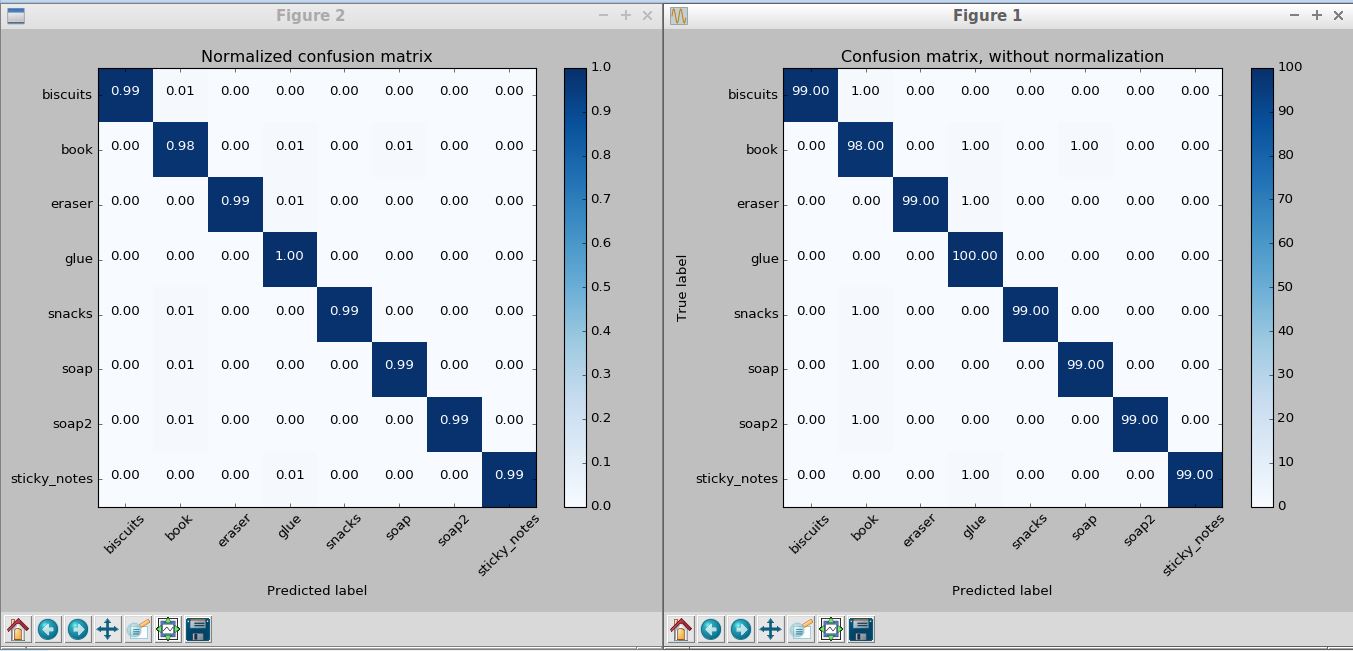 Figure 2
Normalized confusion matrix
biscuits 0.99 0.01 0.00 0.00 0.00 0.00 0.00 0.00
book 0.00 0.98 0.00 0.01 0.00 0.01 0.00 0.00
eraser 0.00 0.00 0.99 0.01 0.00 0.00 0.00 0.00
glue 0.00 0.00 0.00 1.00 0.00 0.00 0.00 0.00
snacks 0.00 0.01 0.00 0.00 0.99 0.00 0.00 0.00
soap 0.00 0.01 0.00 0.00 0.00 0.99 0.00 0.00
soap2 0.00 0.01 0.00 0.00 0.00 0.00 0.99 0.00
sticky_notes 0.00 0.00 0.00 0.01 0.00 0.00 0.00 0.99
biscuits book eraser glue snacks soap soap2 sticky_notes
Predicted label
1.0
0.9
0.8
0.7
0.6
0.5
0.4
0.3
0.2
0.1
0.0
Figure 1
Confusion matrix, without normalization
True label
biscuits 99.00 1.00 0.00 0.00 0.00 0.00 0.00 0.00
book 0.00 98.00 0.00 1.00 0.00 1.00 0.00 0.00
eraser 0.00 0.00 99.00 1.00 0.00 0.00 0.00 0.00
glue 0.00 0.00 0.00 100.00 0.00 0.00 0.00 0.00
snacks 0.00 1.00 0.00 0.00 99.00 0.00 0.00 0.00
soap 0.00 1.00 0.00 0.00 0.00 99.00 0.00 0.00
soap2 0.00 1.00 0.00 0.00 0.00 0.00 99.00 0.00
sticky_notes 0.00 0.00 0.00 1.00 0.00 0.00 0.00 99.00
biscuits book eraser glue snacks soap soap2 sticky_notes
Predicted label
100
90
80
70
60
50
40
30
20
10
0